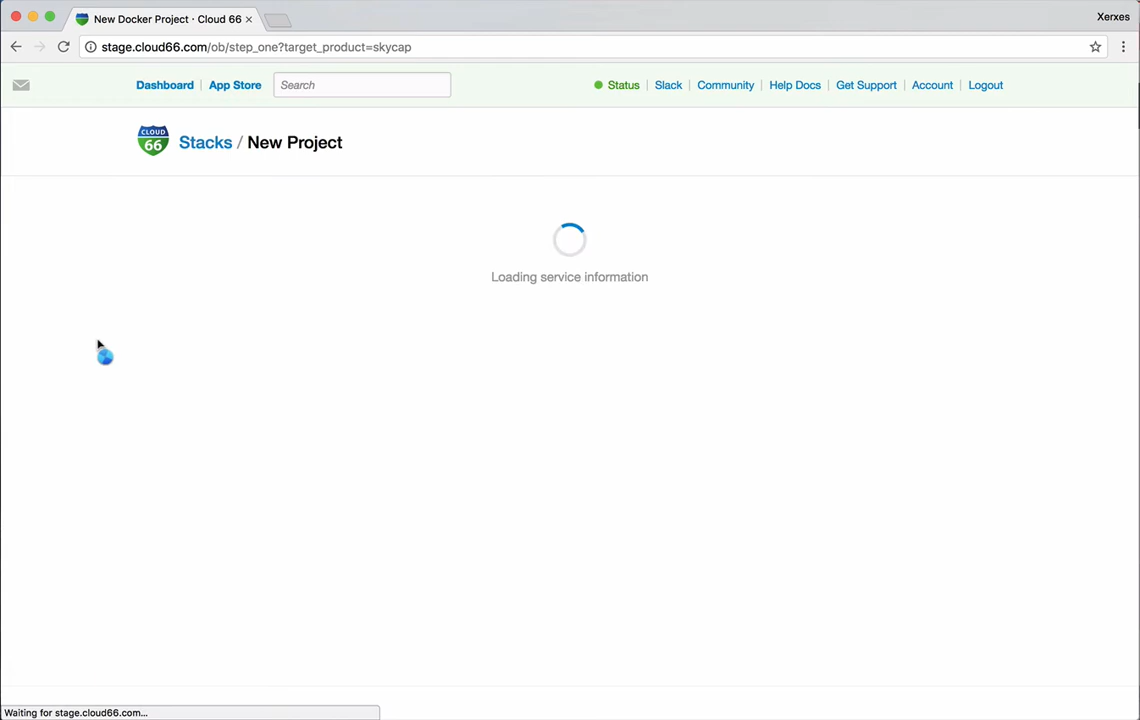 New Docker Project · Cloud 66
Xerxes
stage.cloud66.com/ob/step_one?target_product=skycap
Dashboard
App Store
Search
Status
Slack
Community
Help Docs
Get Support
Account
Logout
CLOUD
66
Stacks / New Project
Loading service information
Waiting for stage.cloud66.com...